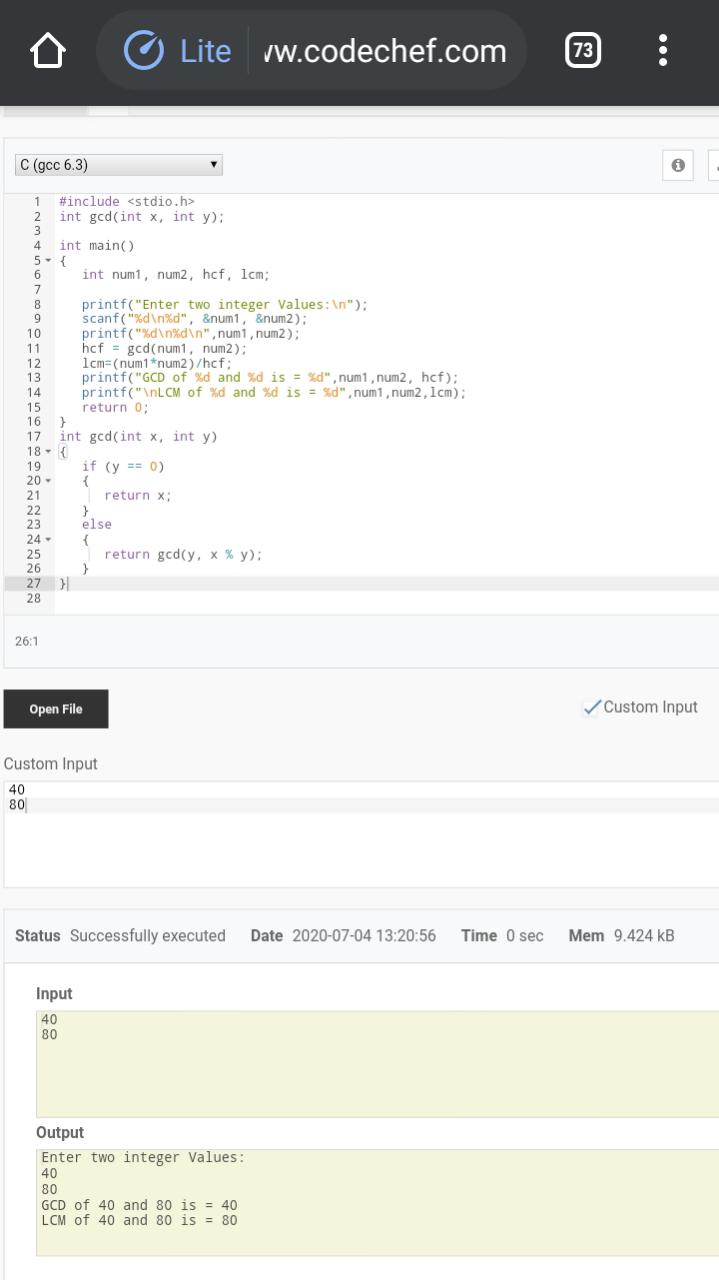 Lite
w.codechef.com
73
C (gcc 6.3)
1 #include <stdio.h>
2 int gcd(int x, int y);
3
4 int main()
5 {
6 int num1, num2, hcf, lcm;
7
8 printf("Enter two integer Values:\n");
9 scanf("%d\n%d", &num1, &num2);
10 printf("%d\n%d\n",num1,num2);
11 hcf = gcd(num1, num2);
12 lcm=(num1*num2)/hcf;
13 printf("GCD of %d and %d is = %d",num1,num2, hcf);
14 printf("\nLCM of %d and %d is = %d",num1,num2,lcm);
15 return 0;
16 }
17 int gcd(int x, int y)
18 {
19 if (y == 0)
20 {
21 return x;
22 }
23 else
24 {
25 return gcd(y, x % y);
26 }
27 }
28
26:1
Open File
Custom Input
Custom Input
40
80
Status Successfully executed Date 2020-07-04 13:20:56 Time 0 sec Mem 9.424 kB
Input
40
80
Output
Enter two integer Values:
40
80
GCD of 40 and 80 is = 40
LCM of 40 and 80 is = 80